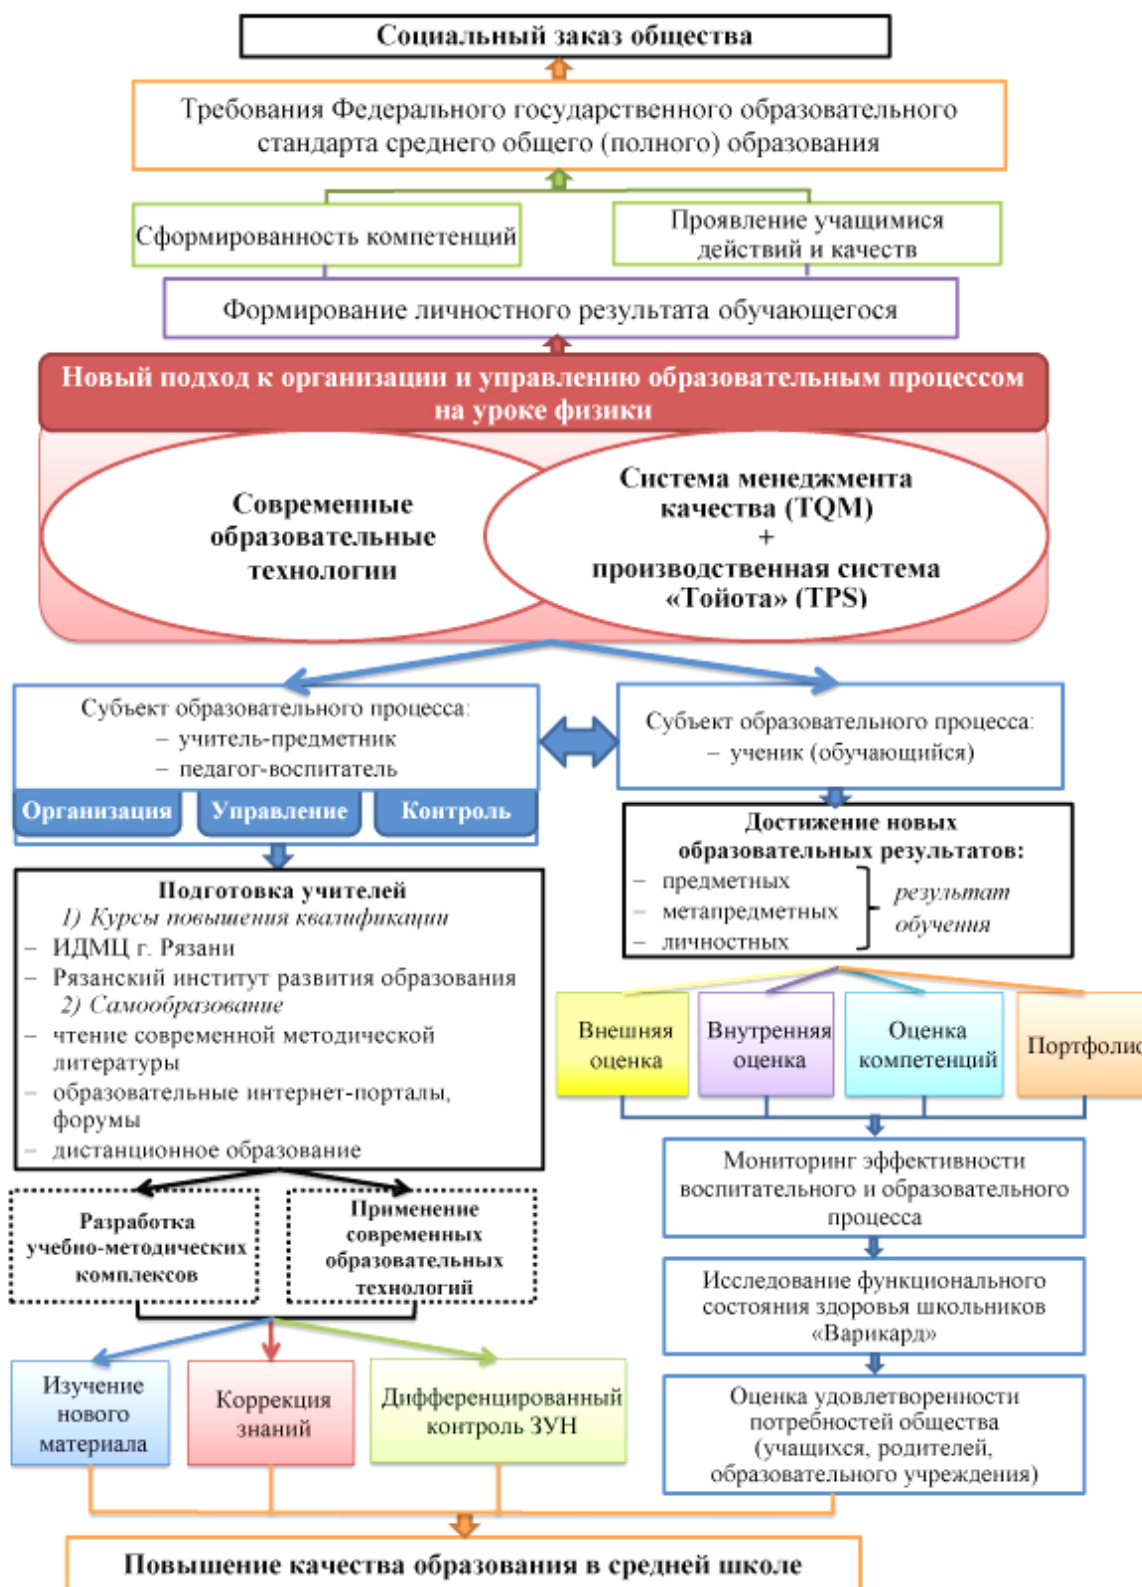 Социальный заказ общества
Требования Федерального государственного образовательного
стандарта среднего общего (полного) образования
Сформированность компетенций
Проявление учащимися
действий и качеств
Формирование личностного результата обучающегося
Новый подход к организации и управлению образовательным процессом
на уроке физики
Современные
образовательные
технологии
Система менеджмента
качества (TQM)
+
производственная система
«Тойота» (TPS)
Субъект образовательного процесса:
– учитель-предметник
– педагог-воспитатель
Организация
Управление
Контроль
Субъект образовательного процесса:
– ученик (обучающийся)
Подготовка учителей
1) Курсы повышения квалификации
– ИДМЦ г. Рязани
– Рязанский институт развития образования
2) Самообразование
– чтение современной методической
литературы
– образовательные интернет-порталы,
форумы
– дистанционное образование
Достижение новых
образовательных результатов:
– предметных
– метапредметных
– личностных
результат
обучения
Внешняя
оценка
Внутренняя
оценка
Оценка
компетенций
Портфолио
Разработка
учебно-методических
комплексов
Применение
современных
образовательных
технологий
Мониторинг эффективности
воспитательного и образовательного
процесса
Исследование функционального
состояния здоровья школьников
«Варикард»
Изучение
нового
материала
Коррекция
знаний
Дифференцированный
контроль ЗУН
Оценка удовлетворенности
потребностей общества
(учащихся, родителей,
образовательного учреждения)
Повышение качества образования в средней школе